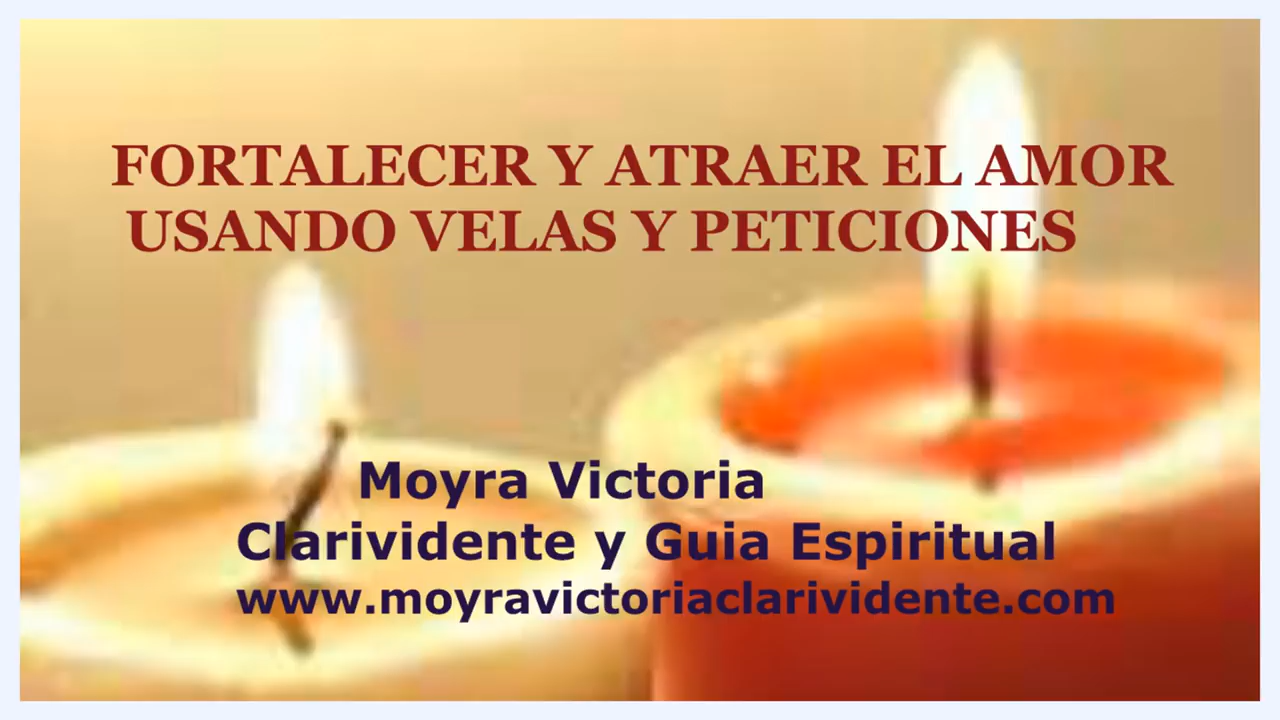 FORTALECER Y ATRAER EL AMOR
USANDO VELAS Y PETICIONES
Moyra Victoria
Clarividente y Guia Espiritual
www.moyravictoriaclarividente.com